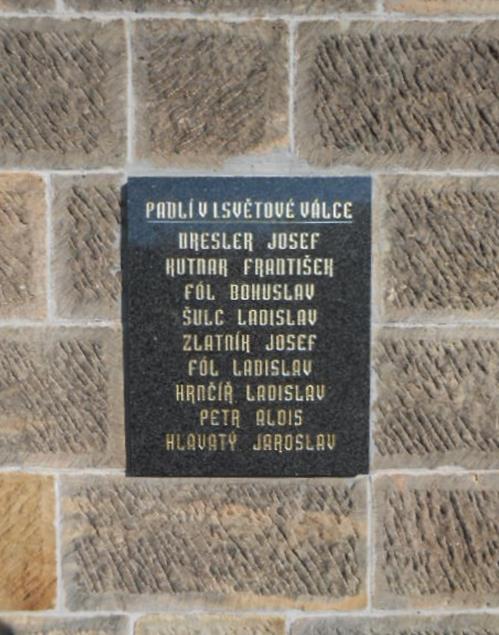 PADLÍ V I.SVĚTOVÉ VÁLCE
DRESLER JOSEF
KUTNAR FRANTIŠEK
FÓL BOHUSLAV
ŠULC LADISLAV
ZLATNÍK JOSEF
FÓL LADISLAV
HRNČÍŘ LADISLAV
PETR ALOIS
HLAVATÝ JAROSLAV